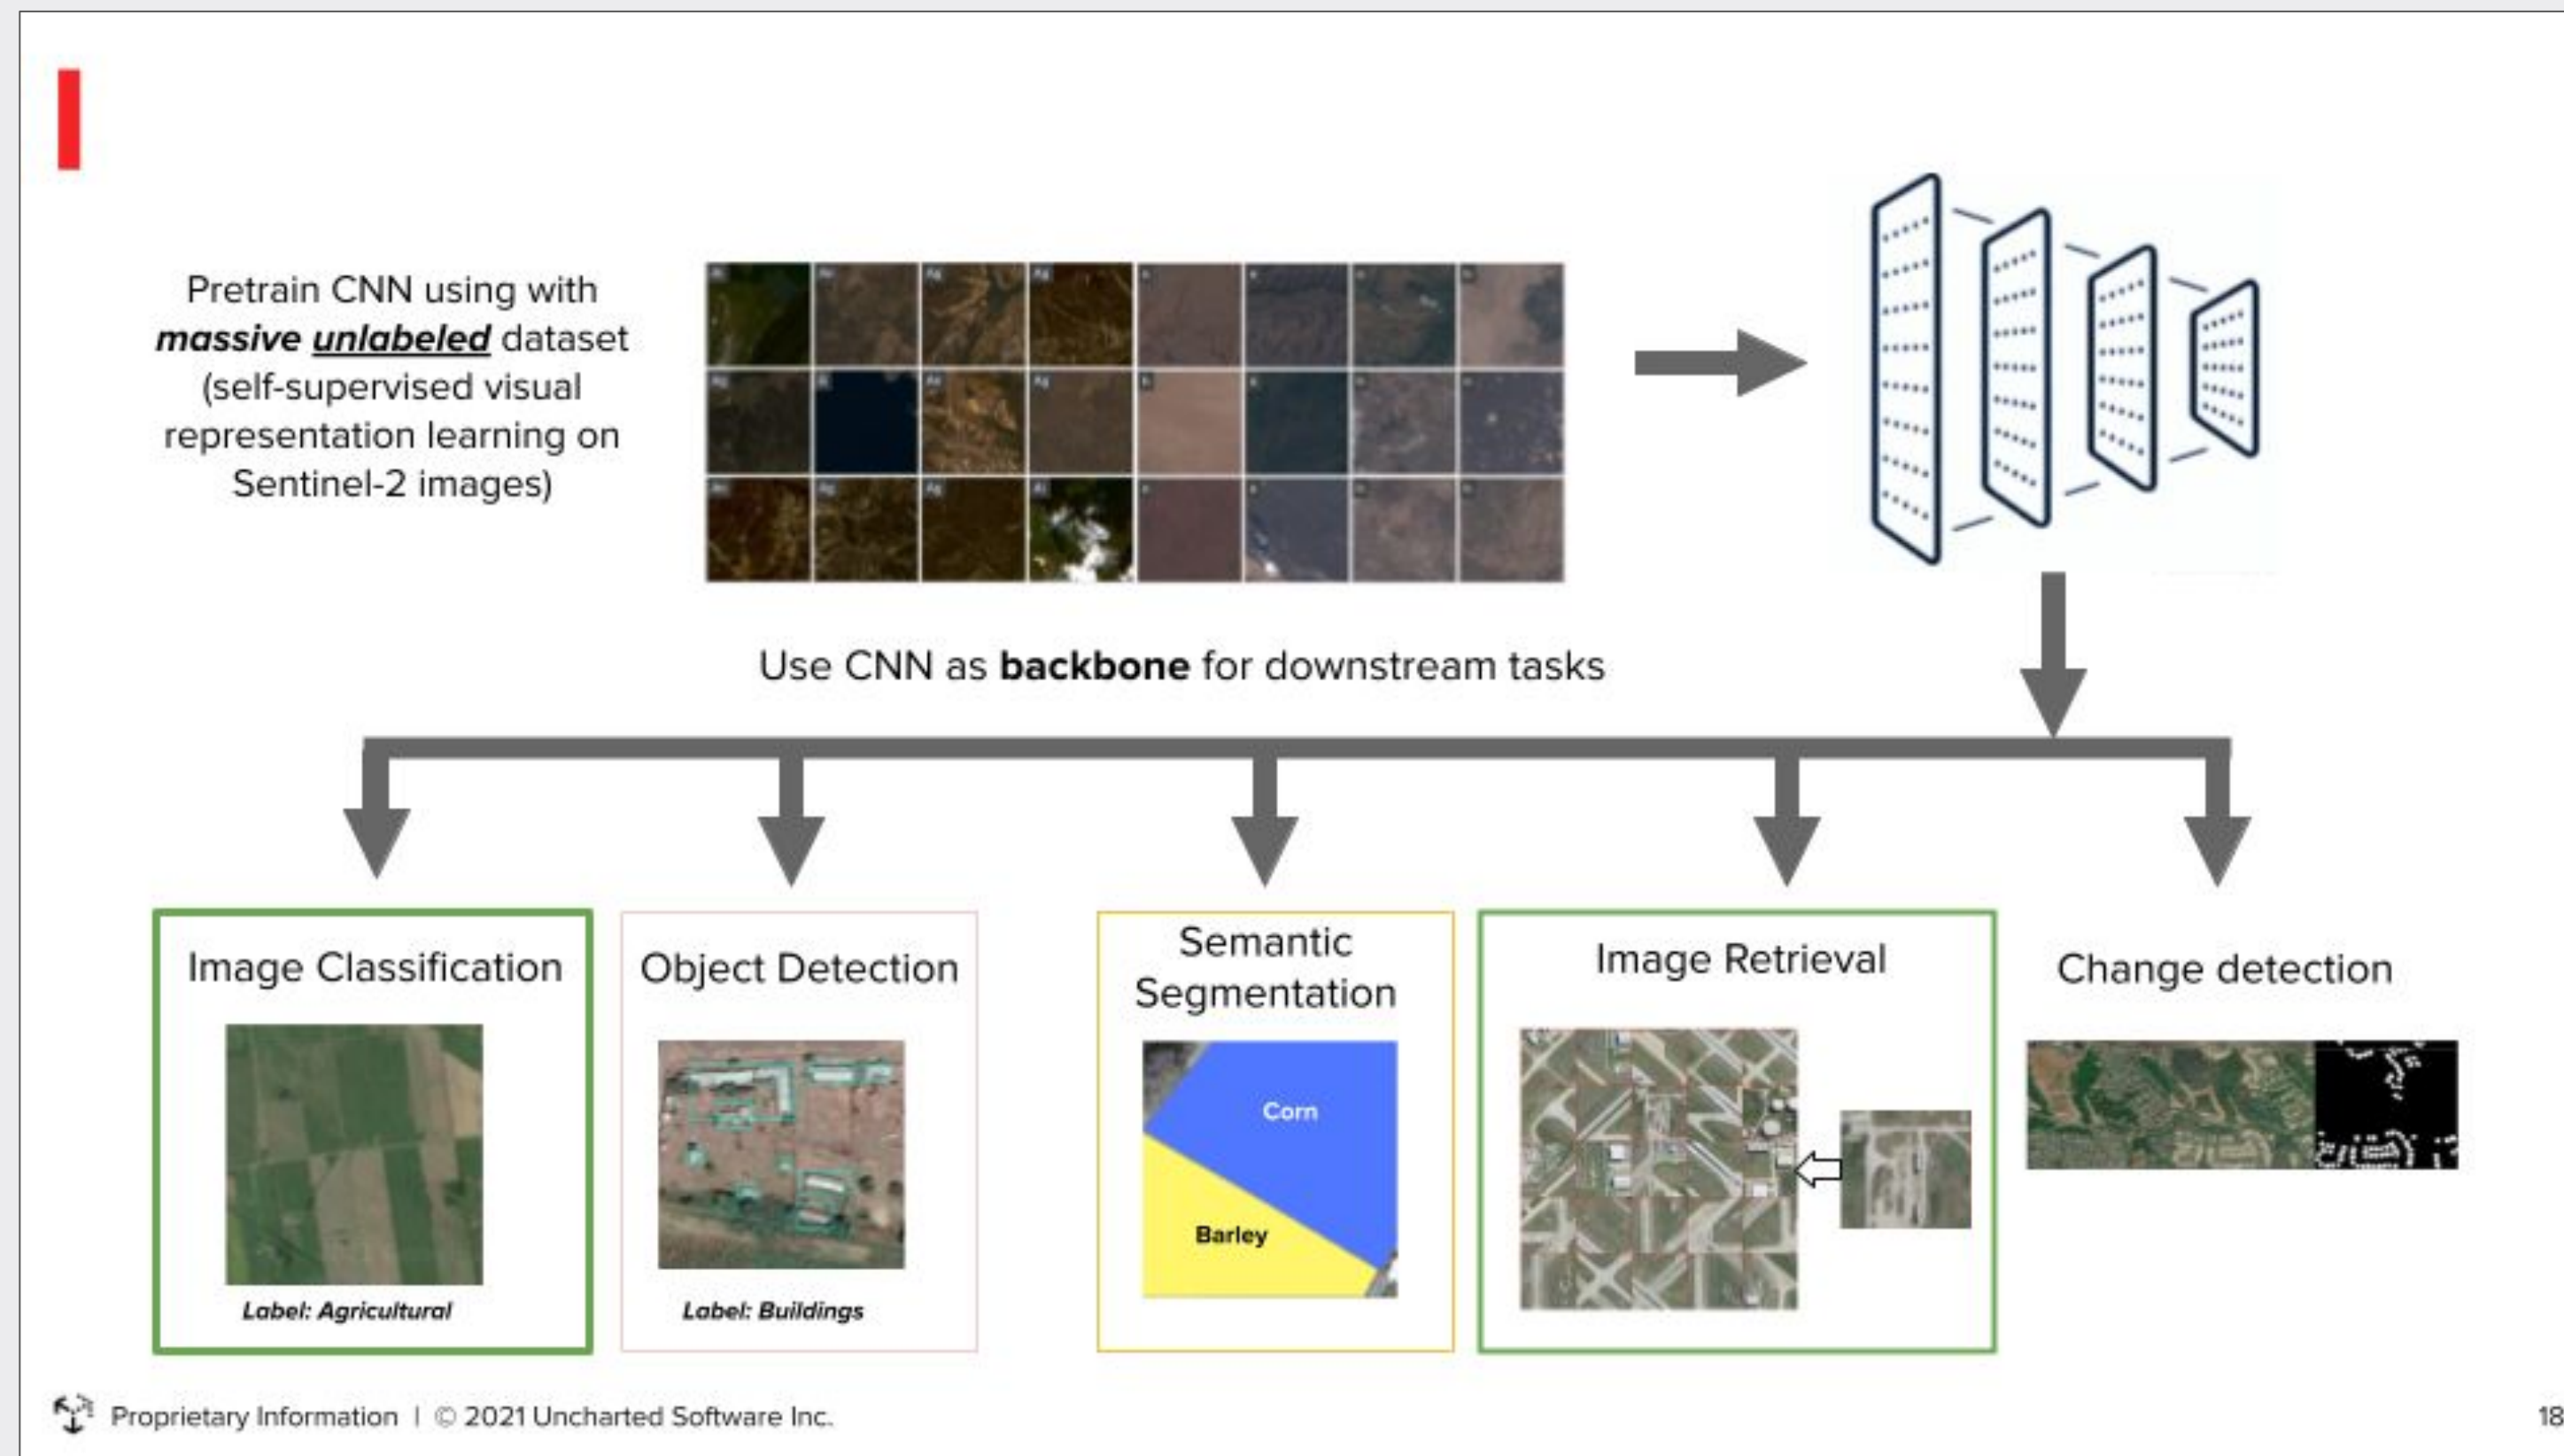 Pretrain CNN using with
massive unlabeled dataset
(self-supervised visual
representation learning on
Sentinel-2 images)
Use CNN as backbone for downstream tasks
Image Classification
Label: Agricultural
Object Detection
Label: Buildings
Semantic
Segmentation
Corn
Barley
Image Retrieval
Change detection
Proprietary Information | © 2021 Uncharted Software Inc.
18